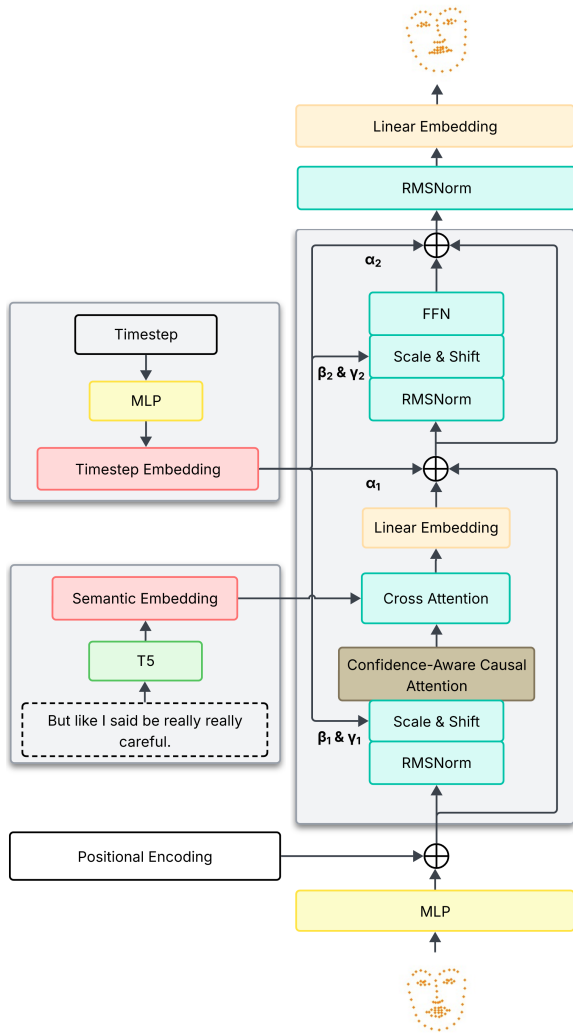 Linear Embedding
RMSNorm
α₂
FFN
Scale & Shift
β₂ & γ₂
RMSNorm
Timestep
MLP
Timestep Embedding
α₁
Linear Embedding
Semantic Embedding
Cross Attention
T5
Confidence-Aware Causal
Attention
But like I said be really really
careful.
Scale & Shift
β₁ & γ₁
RMSNorm
Positional Encoding
MLP